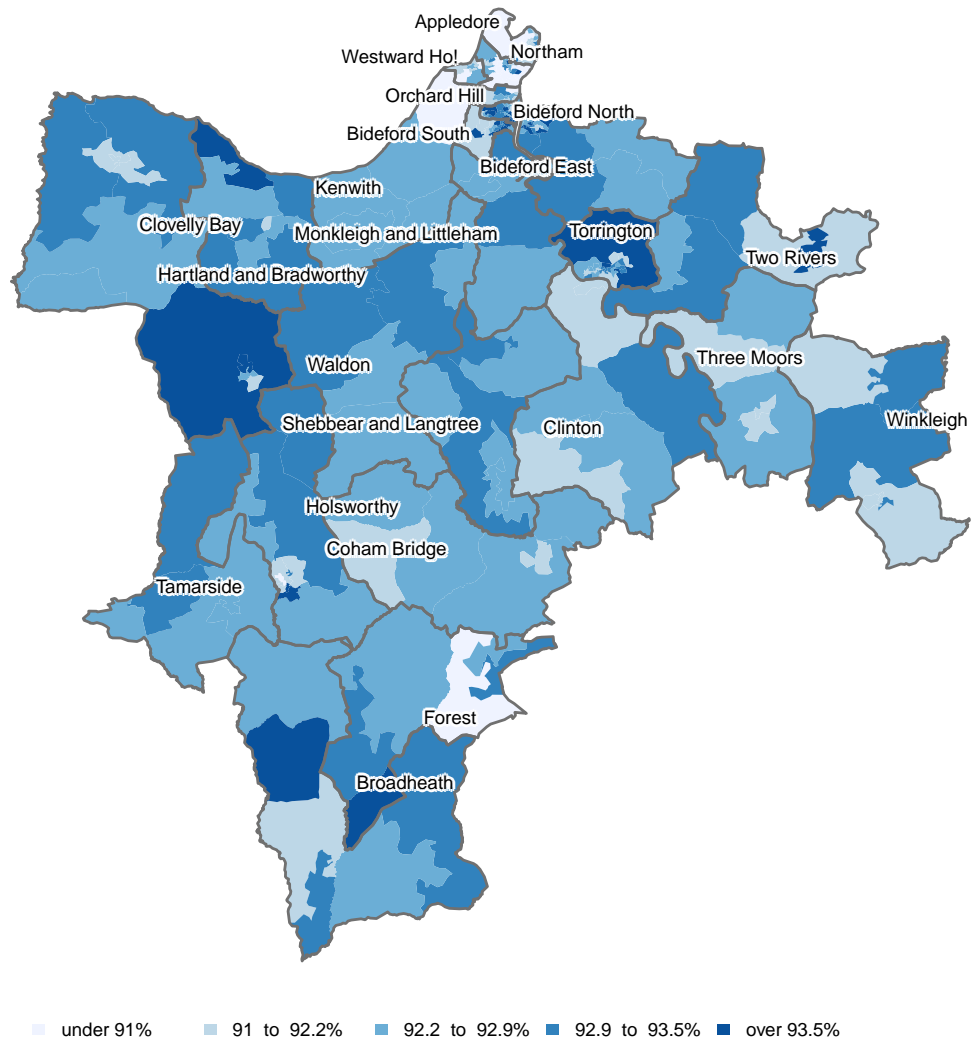 Appledore
Westward Ho!
Northam
Orchard Hill
Bideford North
Bideford South
Bideford East
Kenwith
Clovelly Bay
Monkleigh and Littleham
Torrington
Two Rivers
Hartland and Bradworthy
Waldon
Three Moors
Shebbear and Langtree
Clinton
Winkleigh
Holsworthy
Coham Bridge
Tamarside
Forest
Broadheath
under 91%
91 to 92.2%
92.2 to 92.9%
92.9 to 93.5%
over 93.5%